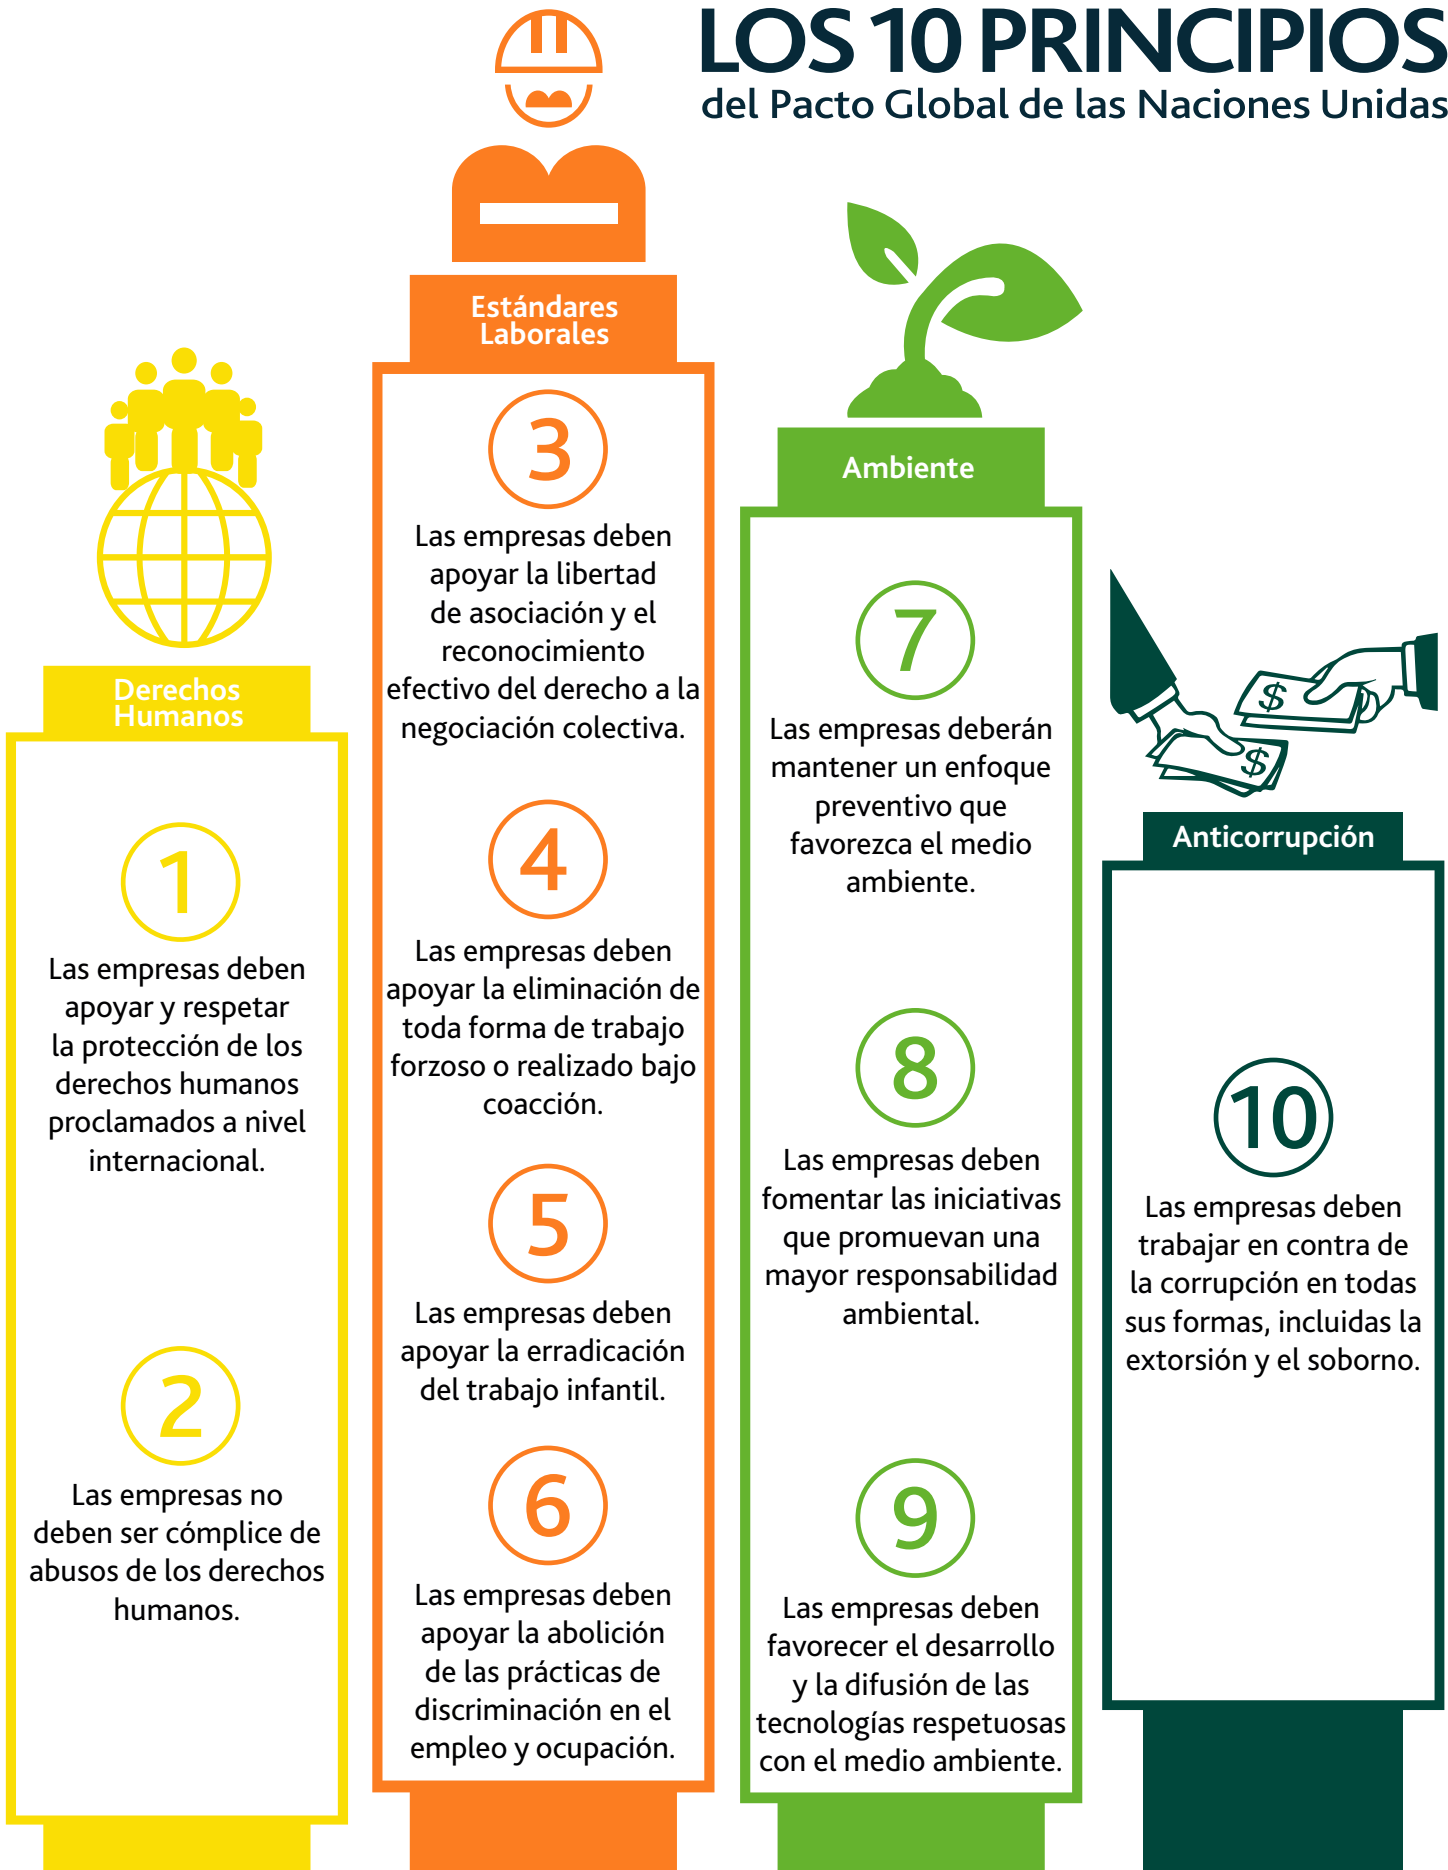 LOS 10 PRINCIPIOS
del Pacto Global de las Naciones Unidas
Derechos
Humanos
1
Las empresas deben
apoyar y respetar
la protección de los
derechos humanos
proclamados a nivel
internacional.
2
Las empresas no
deben ser cómplice de
abusos de los derechos
humanos.
Estándares
Laborales
3
Las empresas deben
apoyar la libertad
de asociación y el
reconocimiento
efectivo del derecho a la
negociación colectiva.
4
Las empresas deben
apoyar la eliminación de
toda forma de trabajo
forzoso o realizado bajo
coacción.
5
Las empresas deben
apoyar la erradicación
del trabajo infantil.
6
Las empresas deben
apoyar la abolición
de las prácticas de
discriminación en el
empleo y ocupación.
Ambiente
7
Las empresas deberán
mantener un enfoque
preventivo que
favorezca el medio
ambiente.
8
Las empresas deben
fomentar las iniciativas
que promuevan una
mayor responsabilidad
ambiental.
9
Las empresas deben
favorecer el desarrollo
y la difusión de las
tecnologías respetuosas
con el medio ambiente.
$
$
Anticorrupción
10
Las empresas deben
trabajar en contra de
la corrupción en todas
sus formas, incluidas la
extorsión y el soborno.